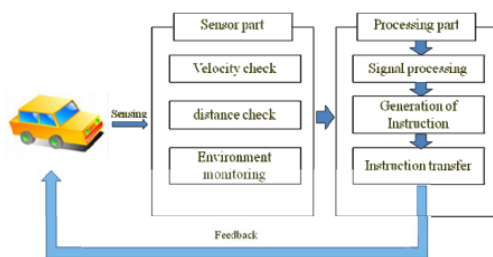 Sensor part
Velocity check
distance check
Environment
monitoring
Processing part
Signal processing
Generation of
Instruction
Instruction transfer
Sensing
Feedback